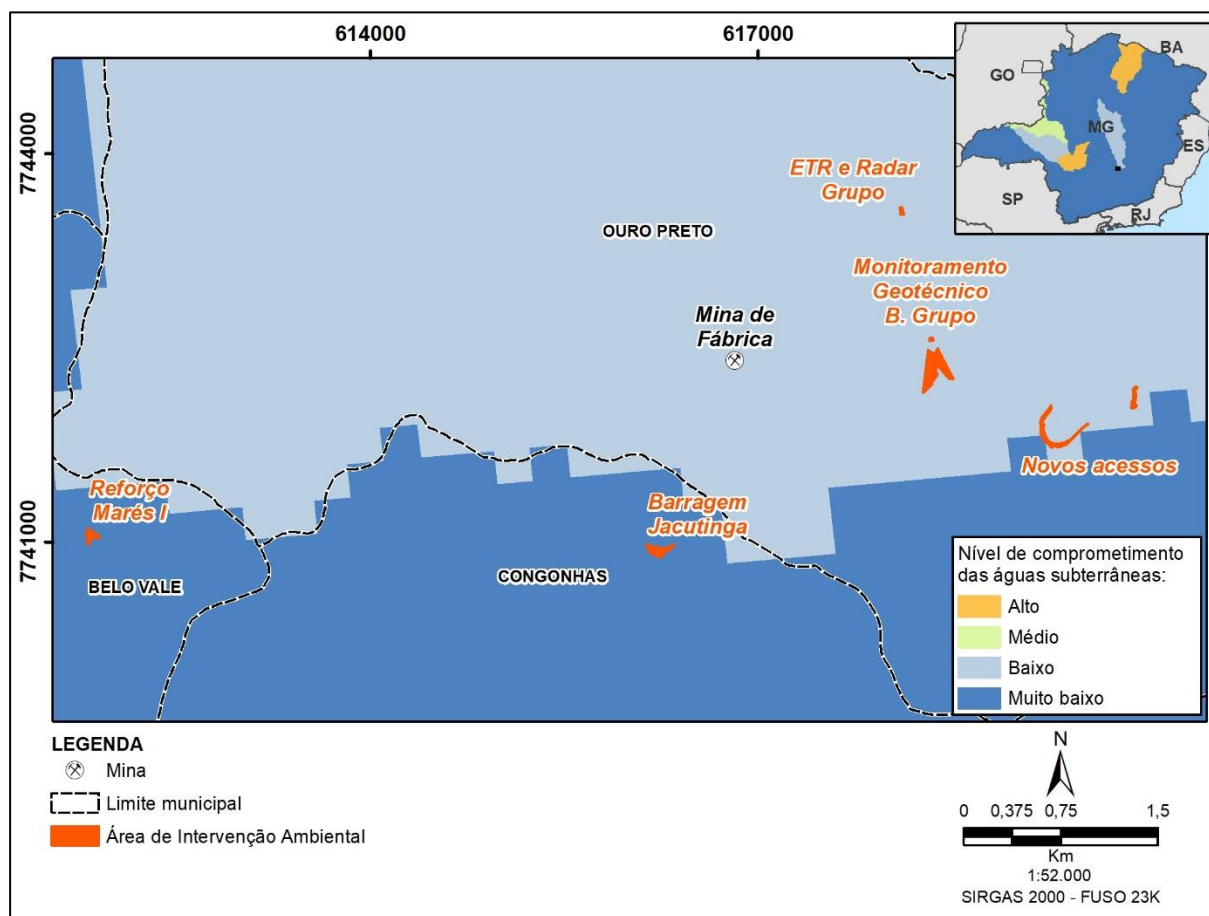 614000
617000
7744000
7741000
BA
GO
MG
ES
SP
RJ
ETR e Radar
Grupo
OURO PRETO
Monitoramento
Geotécnico
B. Grupo
Mina de
Fábrica
Novos acessos
Reforço
Marés I
Barragem
Jacutinga
BELO VALE
CONGONHAS
Nível de comprometimento
das águas subterrâneas:
Alto
Médio
Baixo
Muito baixo
LEGENDA
Mina
Limite municipal
Área de Intervenção Ambiental
N
0 0,375 0,75 1,5
Km
1:52.000
SIRGAS 2000 - FUSO 23K